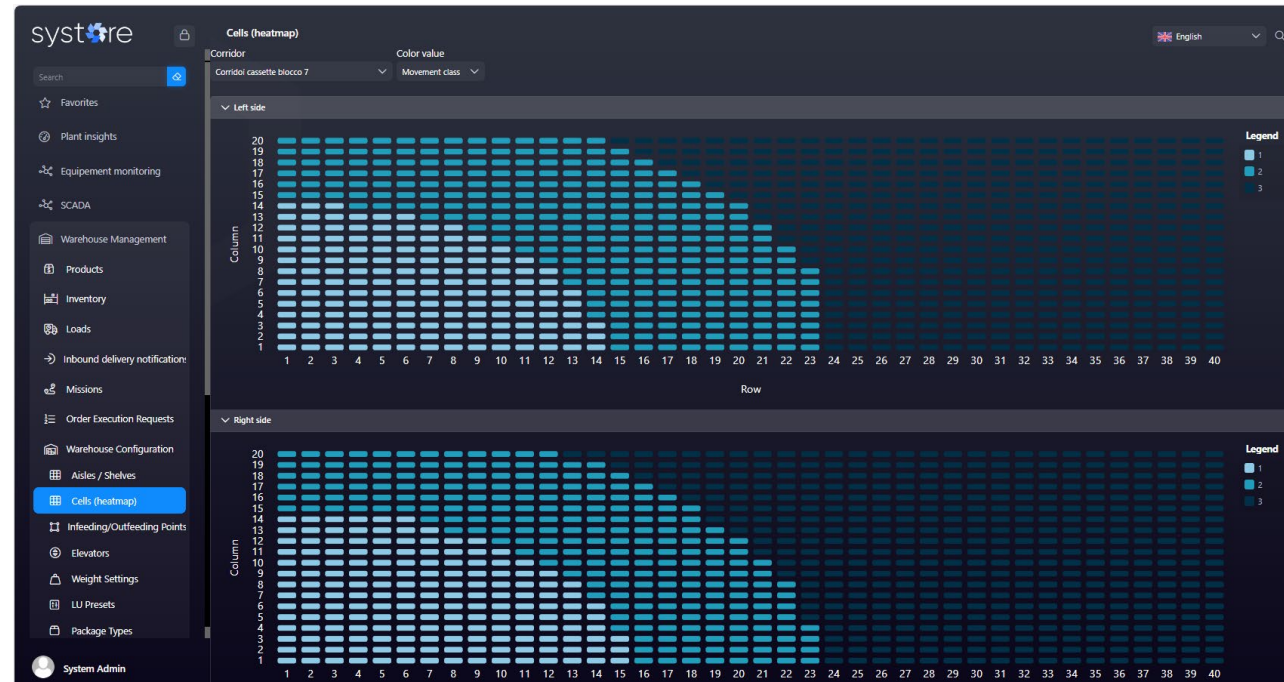 systore
Search
Favorites
Plant insights
Equipement monitoring
SCADA
Warehouse Management
Products
Inventory
Loads
Inbound delivery notifications
Missions
Order Execution Requests
Warehouse Configuration
Aisles / Shelves
Cells (heatmap)
Infeeding/Outfeeding Points
Elevators
Weight Settings
LU Presets
Package Types
System Admin
Cells (heatmap)
English
Corridor
Color value
Corridoi cassette blocco 7
Movement class
Left side
Column
20
19
18
17
16
15
14
13
12
11
10
9
8
7
6
5
4
3
2
1
1 2 3 4 5 6 7 8 9 10 11 12 13 14 15 16 17 18 19 20 21 22 23 24 25 26 27 28 29 30 31 32 33 34 35 36 37 38 39 40
Row
Legend
1
2
3
Right side
Column
20
19
18
17
16
15
14
13
12
11
10
9
8
7
6
5
4
3
2
1
1 2 3 4 5 6 7 8 9 10 11 12 13 14 15 16 17 18 19 20 21 22 23 24 25 26 27 28 29 30 31 32 33 34 35 36 37 38 39 40
Legend
1
2
3